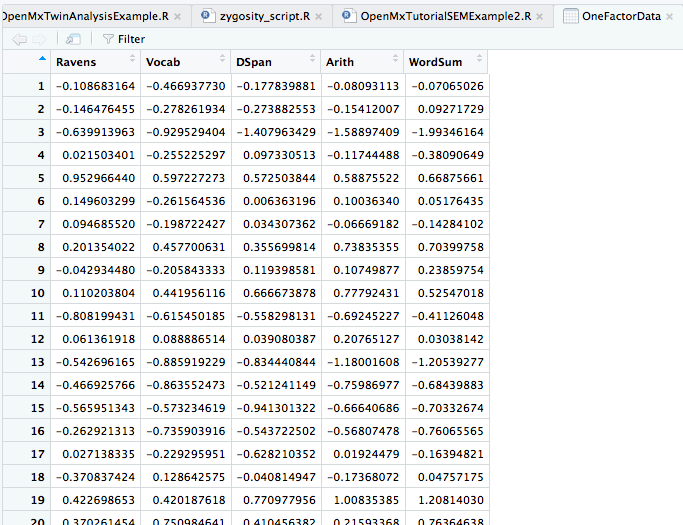 OpenMxTwinAnalysisExample.R × zygosity_script.R × OpenMxTutorialSEMExample2.R × OneFactorData ×
Filter
Ravens Vocab DSpan Arith WordSum
1 −0.108683164 −0.466937730 −0.177839881 −0.08093113 −0.07065026
2 −0.146476455 −0.278261934 −0.273882553 −0.15412007 0.09271729
3 −0.639913963 −0.929529404 −1.407963429 −1.58897409 −1.99346164
4 0.021503401 −0.255225297 0.097330513 −0.11744488 −0.38090649
5 0.952966440 0.597227273 0.572503844 0.58875522 0.66875661
6 0.149603299 −0.261564536 0.006363196 0.10036340 0.05176435
7 0.094685520 −0.198722427 0.034307362 −0.06669182 −0.14284102
8 0.201354022 0.457700631 0.355699814 0.73835355 0.70399758
9 −0.042934480 −0.205843333 0.119398581 0.10749877 0.23859754
10 0.110203804 0.441956116 0.666673878 0.77792431 0.52547018
11 −0.808199431 −0.615450185 −0.558298131 −0.69245227 −0.41126048
12 0.061361918 0.088886514 0.039080387 0.20765127 0.03038142
13 −0.542696165 −0.885919229 −0.834440844 −1.18001608 −1.20539277
14 −0.466925766 −0.863552473 −0.521241149 −0.75986977 −0.68439883
15 −0.565951343 −0.573234619 −0.941301322 −0.66640686 −0.70332674
16 −0.262921313 −0.735903916 −0.543722502 −0.56807478 −0.76065565
17 0.027138335 −0.229295951 −0.628210352 0.01924479 −0.16394821
18 −0.370837424 0.128642575 −0.040814947 −0.17368072 0.04757175
19 0.422698653 0.420187618 0.770977956 1.00835385 1.20814030
20 0.370261454 0.750984641 0.410456382 0.21593368 0.76364638